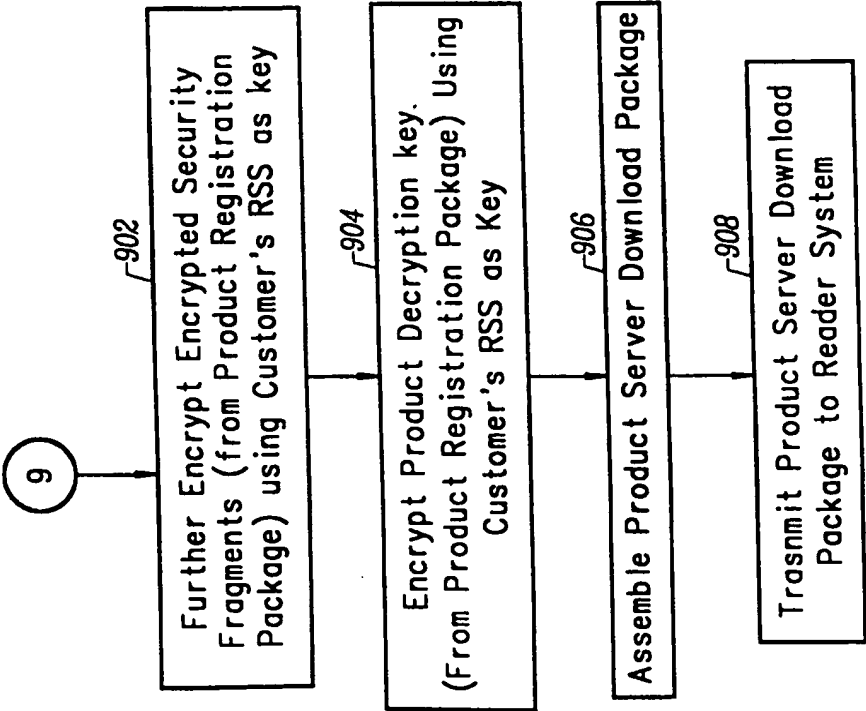 9
902
Further Encrypt Encrypted Security
Fragments (from Product Registration
Package) using Customer's RSS as key
904
Encrypt Product Decryption key.
(From Product Registration Package) Using
Customer's RSS as Key
906
Assemble Product Server Download Package
908
Trasnmit Product Server Download
Package to Reader System